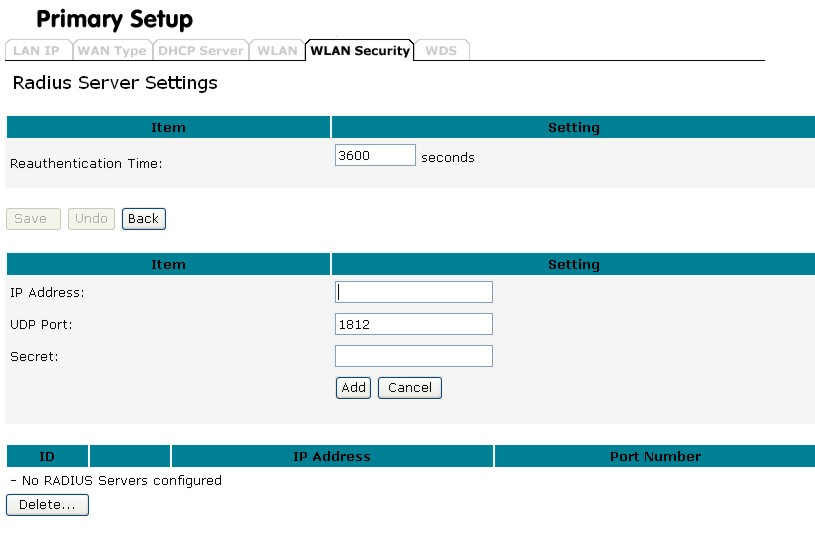 Primary Setup
LAN IP WAN Type DHCP Server WLAN WLAN Security WDS
Radius Server Settings
Item Setting
Reauthentication Time: 3600 seconds
Save Undo Back
Item Setting
IP Address:
UDP Port: 1812
Secret:
Add Cancel
ID IP Address Port Number
- No RADIUS Servers configured
Delete...